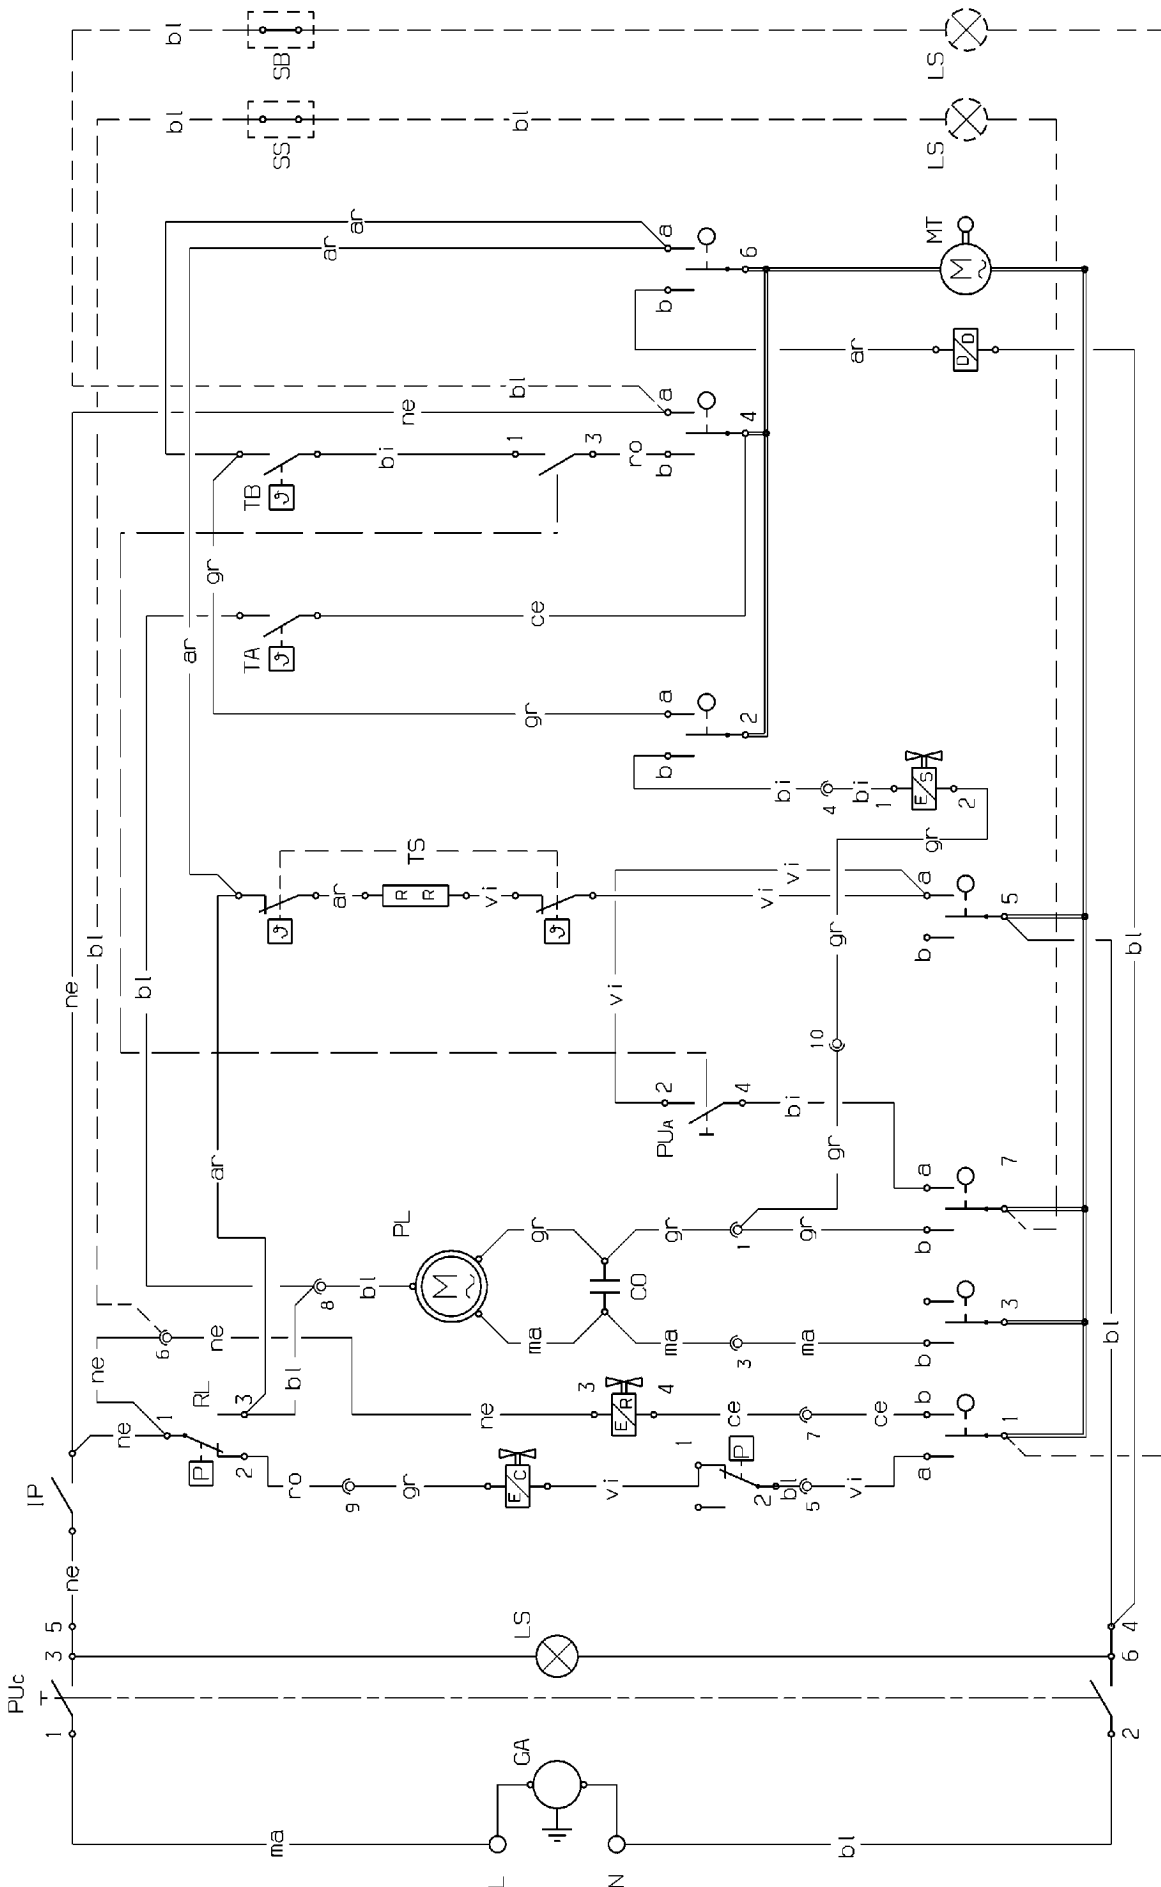 PUc
IP
1 3 5
ne ne
ne bl
ne
bl
6 1
bl bl
ar
P RL
ne ar gr
2 3
TA TB
ma ϑ ϑ ϑ SS SB
ro bl
8 ar
ar
9 ar
bl
bi
PL R
gr TS ne
R
M
ne vi
L
E C 1 bl
GA LS bl
ma gr gr ce
ϑ
3 3
vi vi
N
E R
CO ro
4 ma gr PUA 2 b a b a b a
1
P ce 3 1 4
2 4 6
bl vi
bi bi
7 10 4
5
gr gr
bl vi ce ma gr ar
1
E S
a b b b a b a
gr LS LS
MT
D D M
2
1 3 7 5
bl
4
6
2
bl